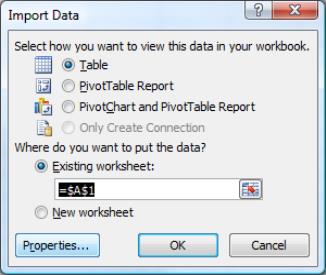 Import Data
?
Select how you want to view this data in your workbook.
Table
PivotTable Report
PivotChart and PivotTable Report
Only Create Connection
Where do you want to put the data?
Existing worksheet:
=$A$1
New worksheet
Properties... OK Cancel